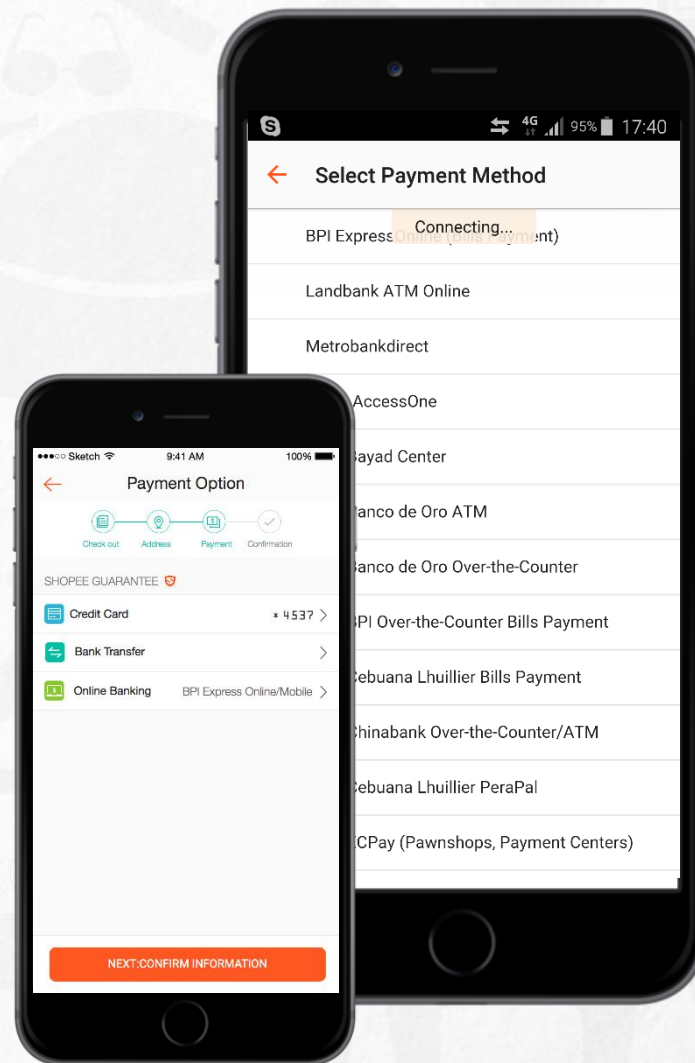 4G 95% 17:40
Select Payment Method
Connecting...
BPI Express Online (Bills Payment)
Landbank ATM Online
Metrobankdirect
AccessOne
ayad Center
anco de Oro ATM
anco de Oro Over-the-Counter
PI Over-the-Counter Bills Payment
ebuana Lhuillier Bills Payment
hinabank Over-the-Counter/ATM
ebuana Lhuillier PeraPal
CPay (Pawnshops, Payment Centers)
Sketch 9:41 AM 100%
Payment Option
Check out Address Payment Confirmation
SHOPEE GUARANTEE
Credit Card * 4537
Bank Transfer
Online Banking BPI Express Online/Mobile
NEXT:CONFIRM INFORMATION